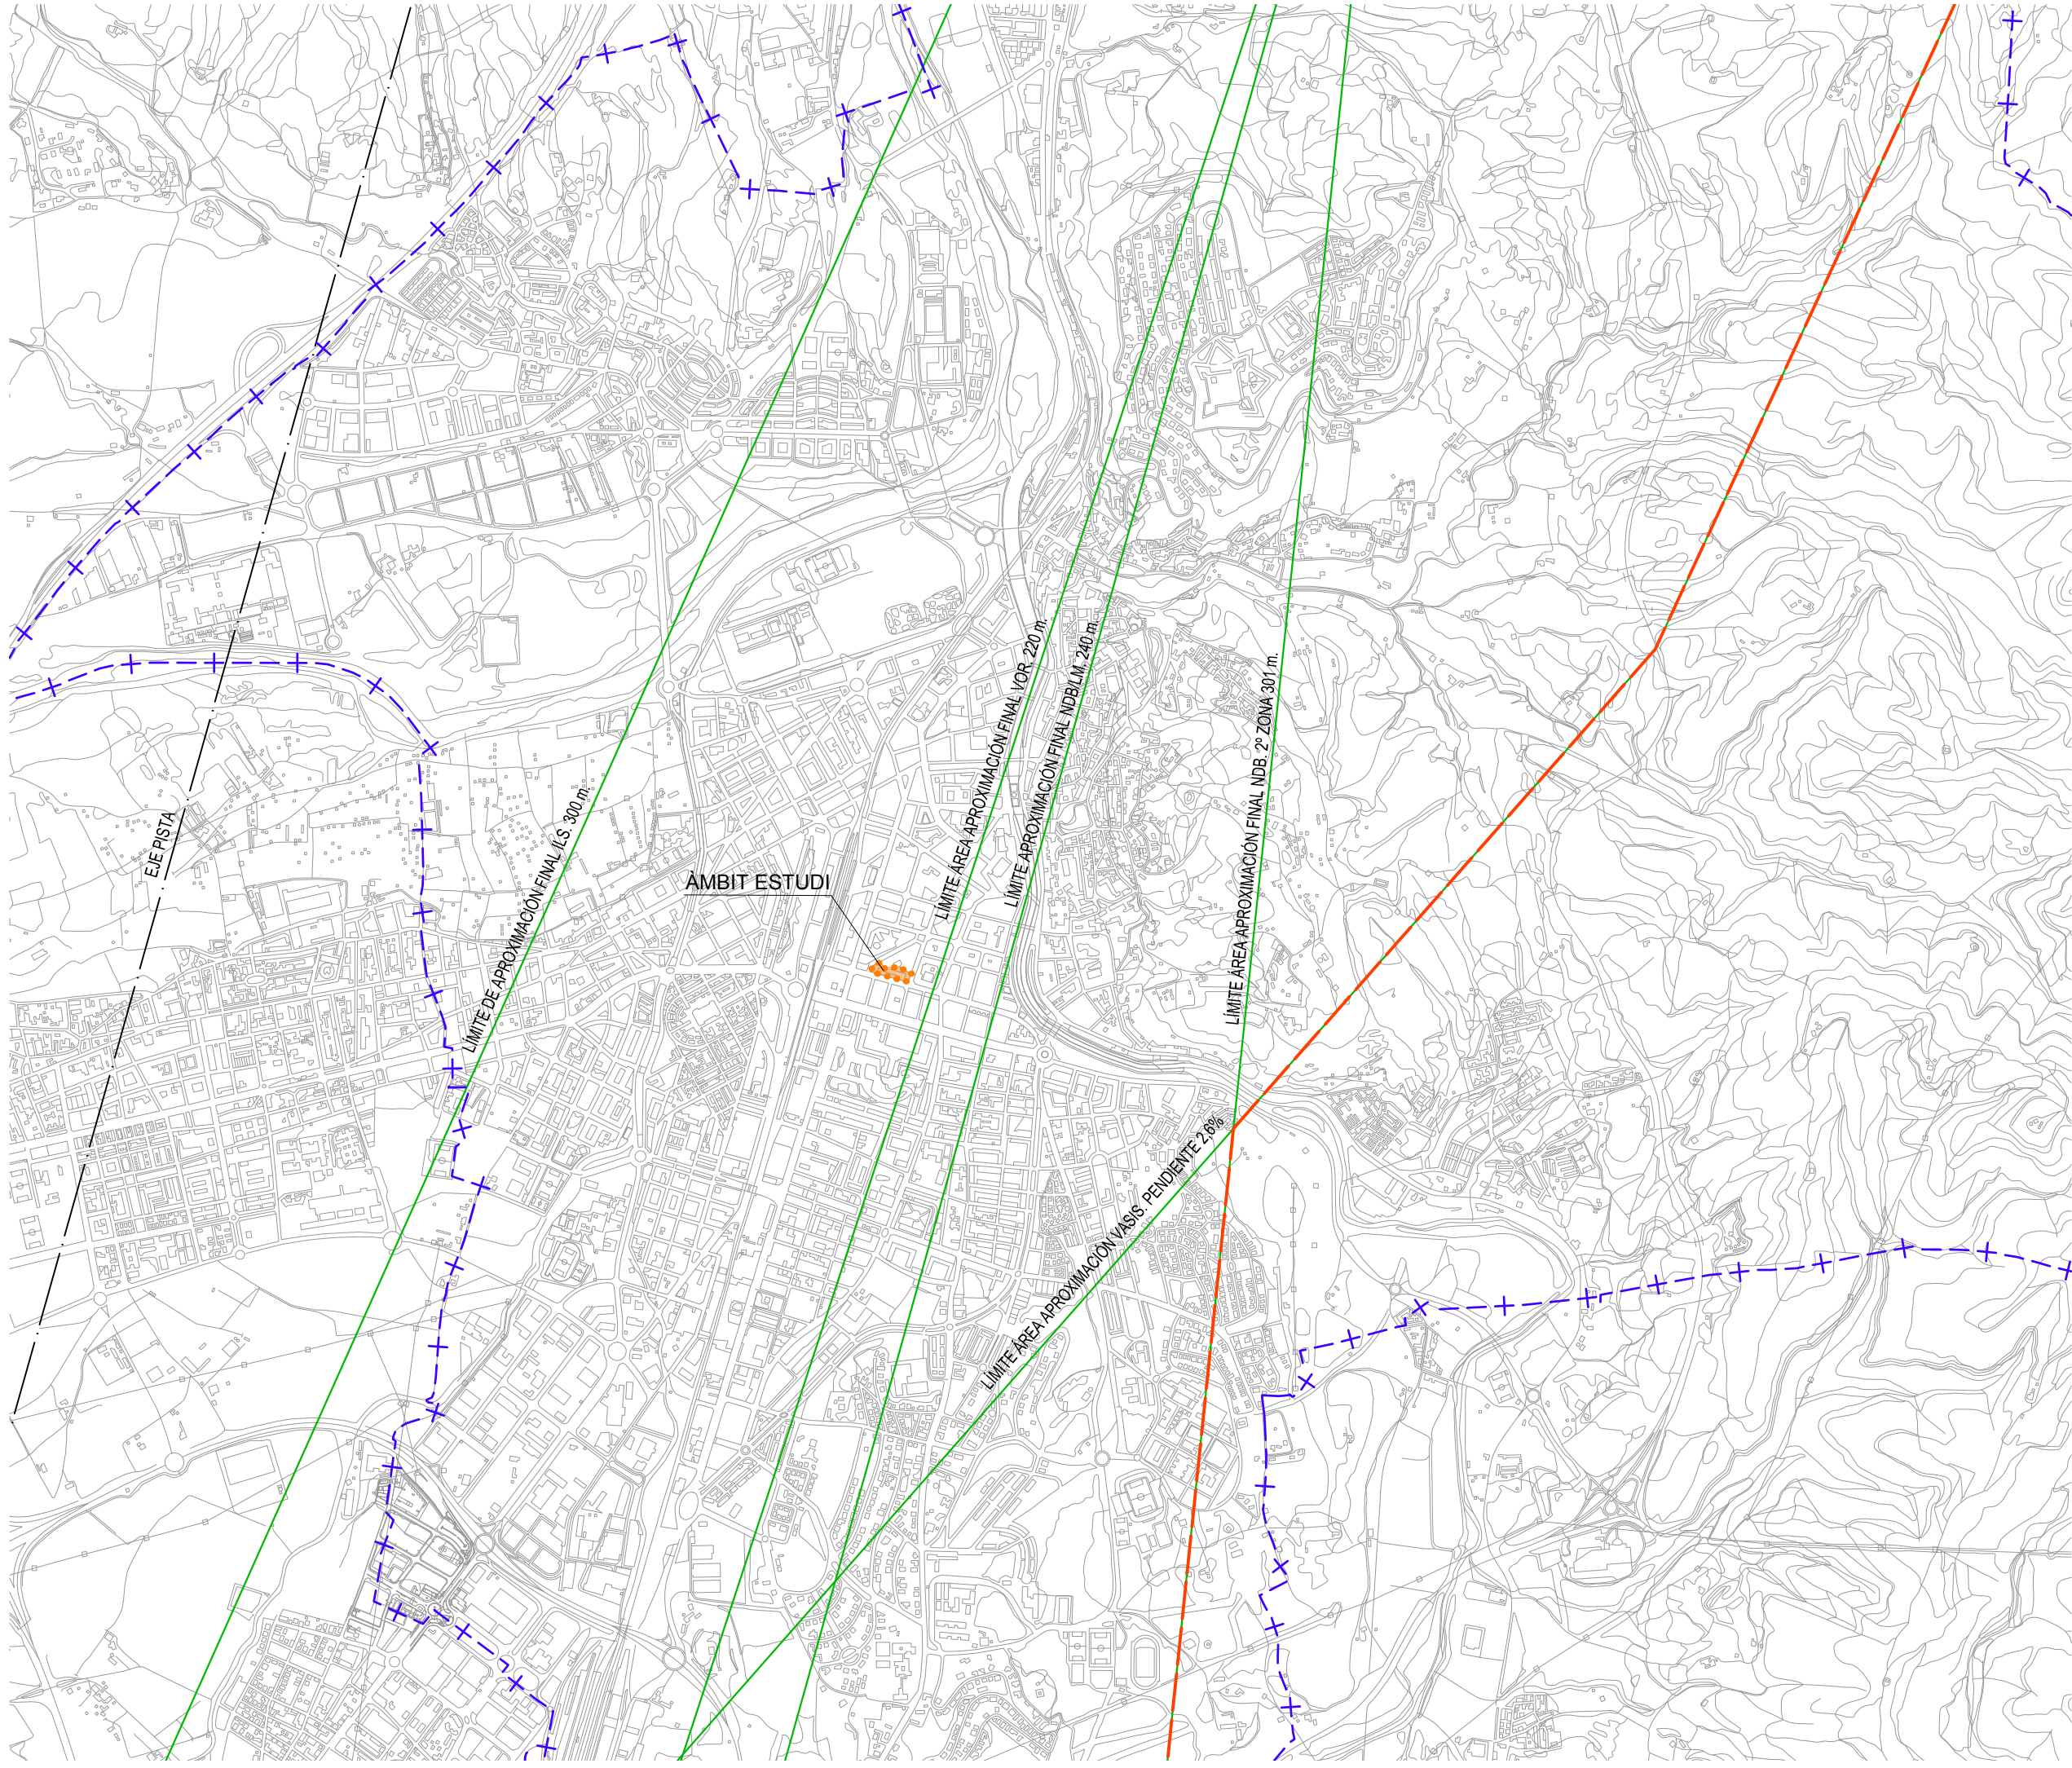 LÍMITE ÁREA APROXIMACIÓN FINAL VOR. 220 m.
LÍMITE APROXIMACIÓN FINAL NDB/LM. 240 m.
LÍMITE ÁREA APROXIMACIÓN FINAL NDB. 2º ZONA 301 m.
EJE PISTA
LÍMITE DE APROXIMACIÓN FINAL ILS. 300 m.
ÀMBIT ESTUDI
LÍMITE ÁREA APROXIMACIÓN VASIS. PENDIENTE 2,6%